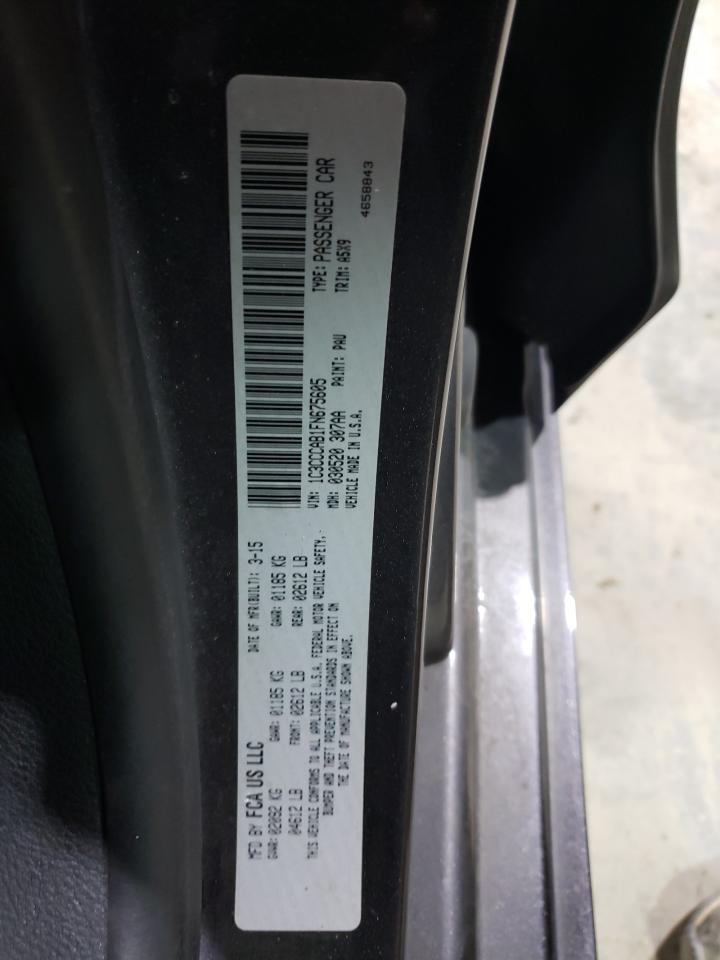 MFD BY FCA US LLC
DATE OF MFR(BUILT): 3-15
GVWR: 02092 KG
GAWR: 01185 KG
GAWR: 01185 KG
04612 LB
FRONT: 02612 LB
REAR: 02612 LB
THIS VEHICLE CONFORMS TO ALL APPLICABLE U.S.A. FEDERAL MOTOR VEHICLE SAFETY,
BUMPER AND THEFT PREVENTION STANDARDS IN EFFECT ON
THE DATE OF MANUFACTURE SHOWN ABOVE.
VIN: 1C3CCCAB1FN675605
TYPE: PASSENGER CAR
MDH: 030520 307AA
PAINT: PAU
TRIM: A5X9
VEHICLE MADE IN U.S.A.
4658843